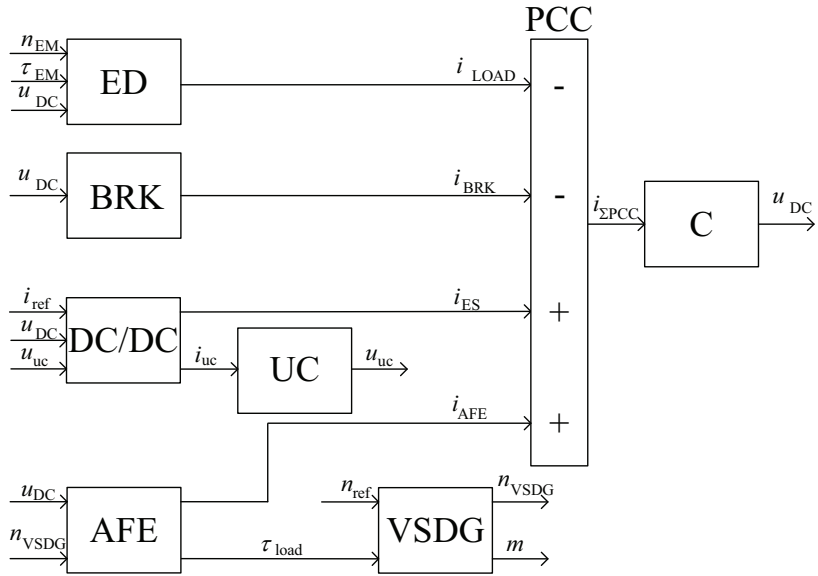 PCC
n_EM
τ_EM
u_DC
ED
i_LOAD
-
u_DC
BRK
i_BRK
-
i_ΣPCC
C
u_DC
i_ref
u_DC
u_uc
DC/DC
i_ES
+
i_uc
UC
u_uc
i_AFE
+
u_DC
n_VSDG
AFE
τ_load
n_ref
VSDG
n_VSDG
m